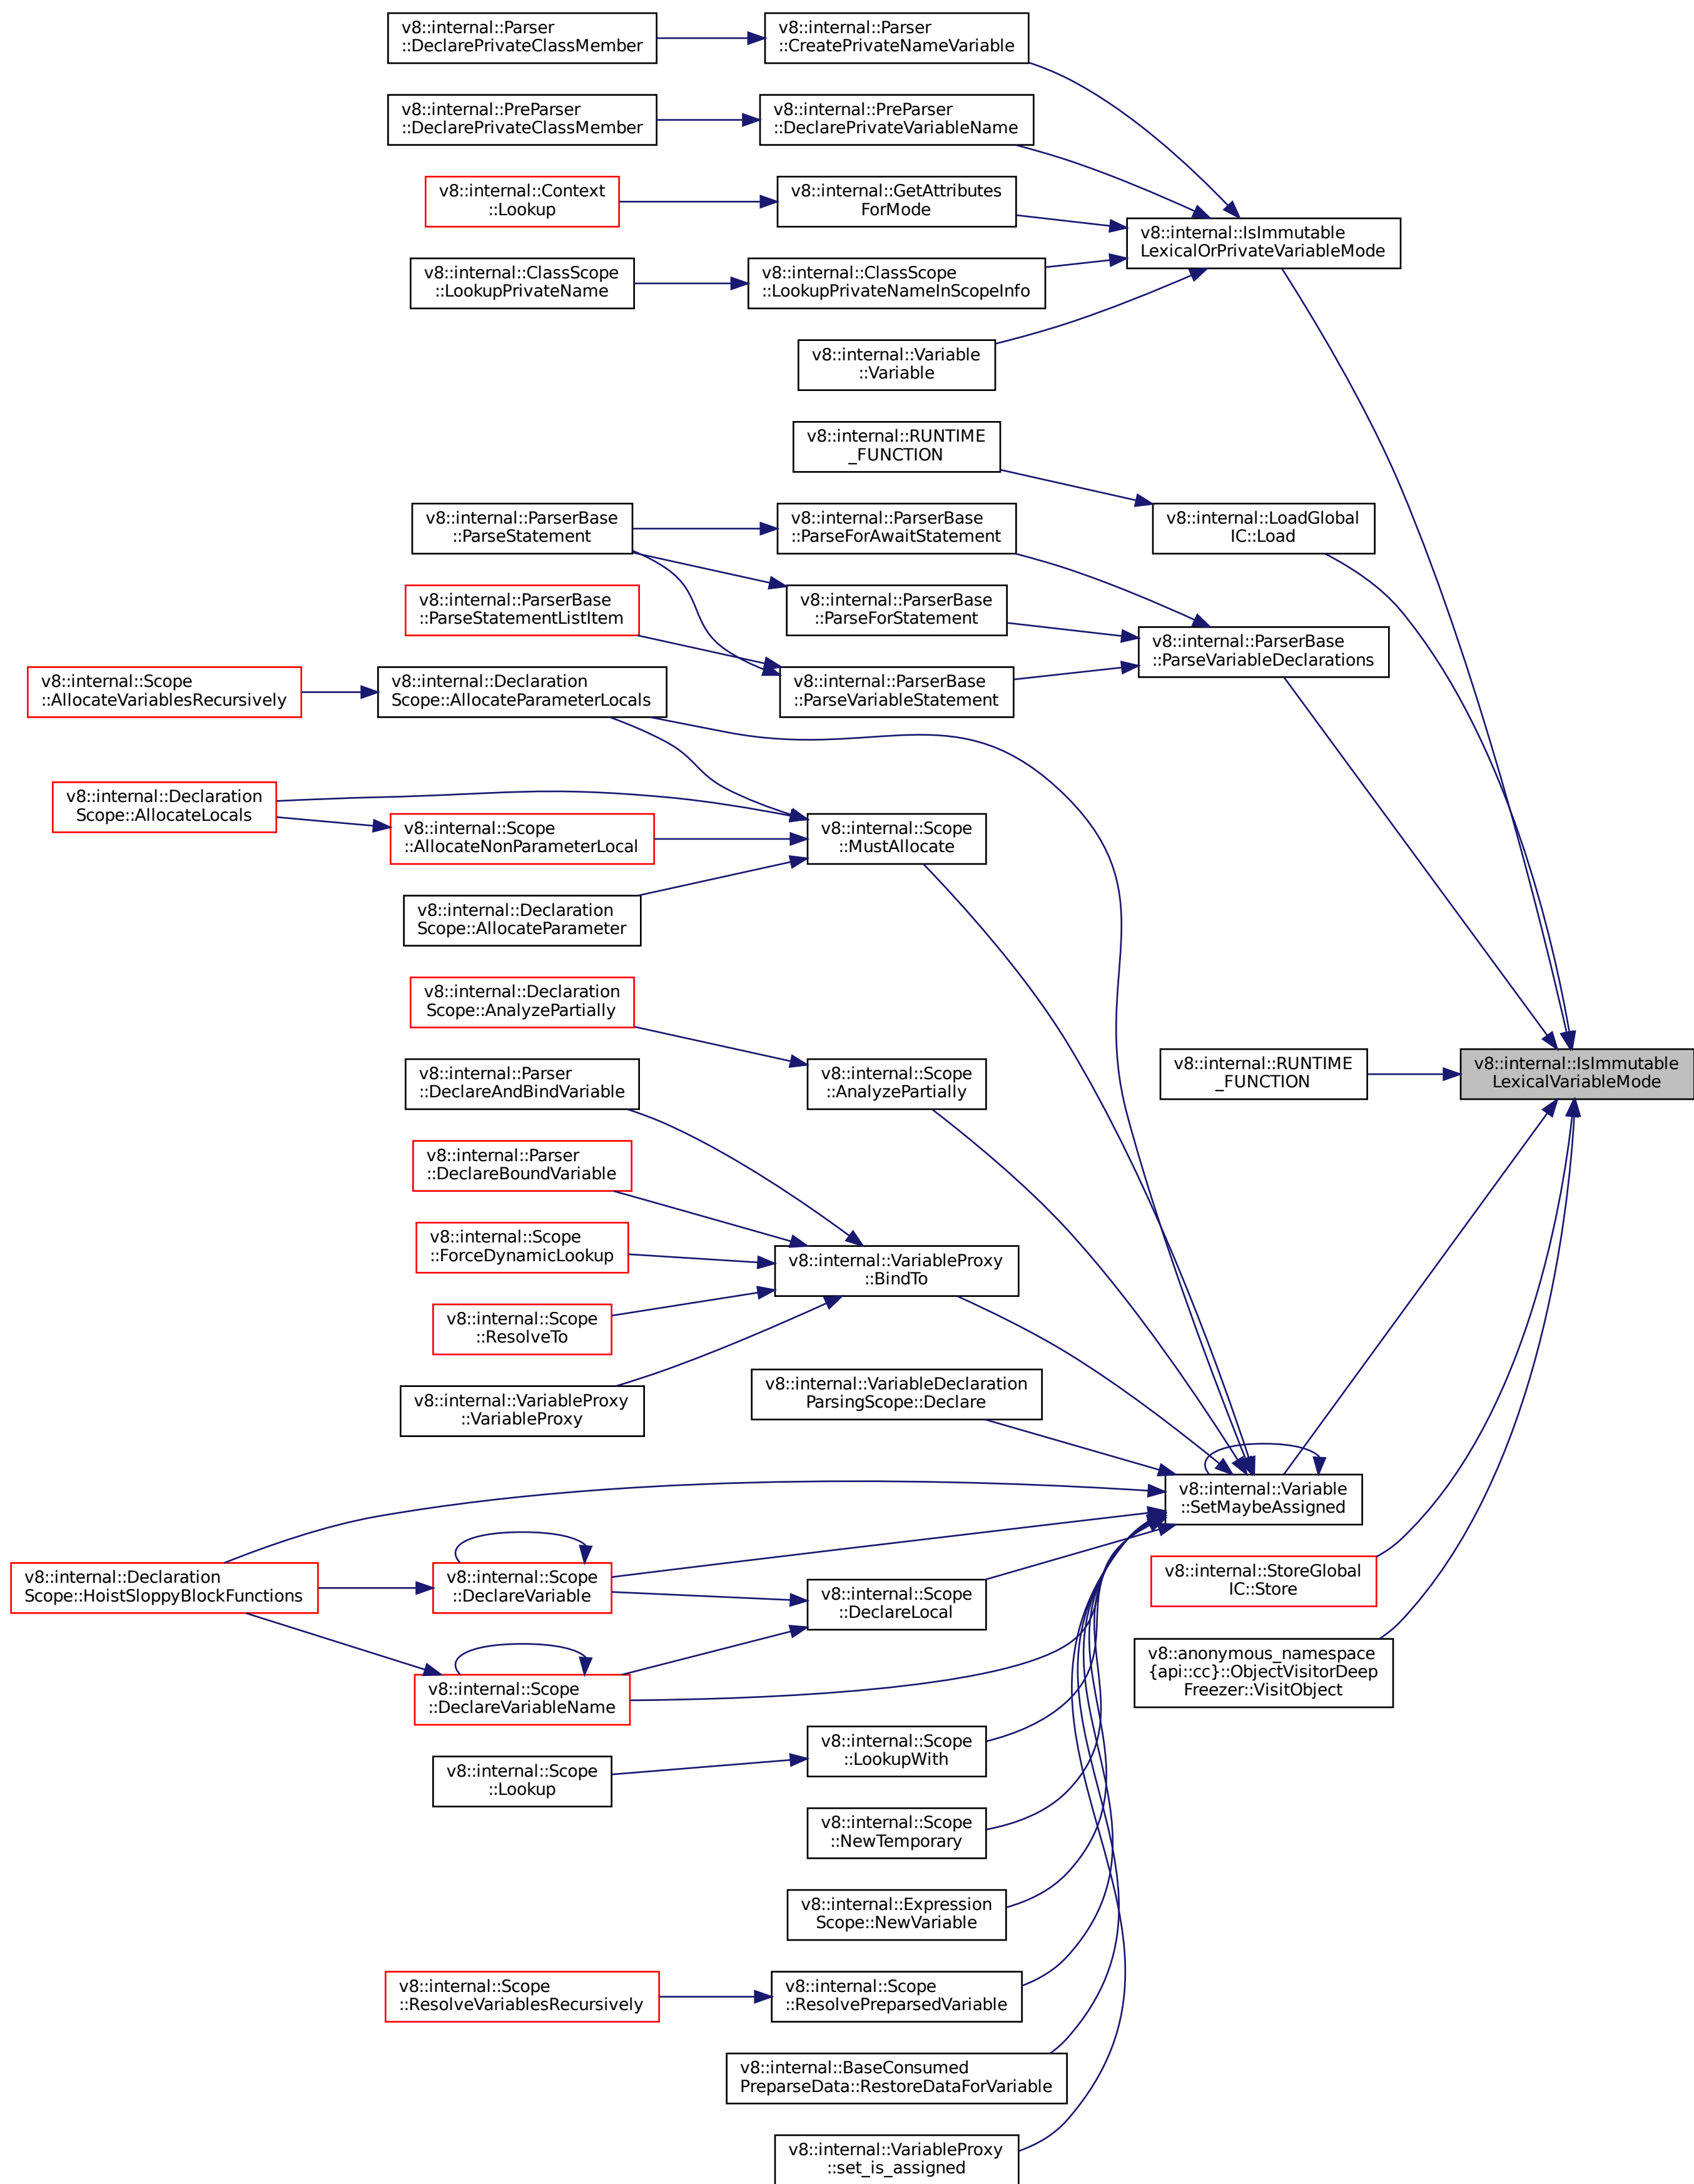 v8::internal::Parser
::DeclarePrivateClassMember
v8::internal::Parser
::CreatePrivateNameVariable
v8::internal::PreParser
::DeclarePrivateClassMember
v8::internal::PreParser
::DeclarePrivateVariableName
v8::internal::Context
::Lookup
v8::internal::GetAttributes
ForMode
v8::internal::IsImmutable
LexicalOrPrivateVariableMode
v8::internal::ClassScope
::LookupPrivateName
v8::internal::ClassScope
::LookupPrivateNameInScopeInfo
v8::internal::Variable
::Variable
v8::internal::RUNTIME
_FUNCTION
v8::internal::ParserBase
::ParseStatement
v8::internal::ParserBase
::ParseForAwaitStatement
v8::internal::LoadGlobal
IC::Load
v8::internal::ParserBase
::ParseStatementListItem
v8::internal::ParserBase
::ParseForStatement
v8::internal::ParserBase
::ParseVariableDeclarations
v8::internal::Scope
::AllocateVariablesRecursively
v8::internal::Declaration
Scope::AllocateParameterLocals
v8::internal::ParserBase
::ParseVariableStatement
v8::internal::Declaration
Scope::AllocateLocals
v8::internal::Scope
::AllocateNonParameterLocal
v8::internal::Scope
::MustAllocate
v8::internal::Declaration
Scope::AllocateParameter
v8::internal::Declaration
Scope::AnalyzePartially
v8::internal::Parser
::DeclareAndBindVariable
v8::internal::Scope
::AnalyzePartially
v8::internal::RUNTIME
_FUNCTION
v8::internal::IsImmutable
LexicalVariableMode
v8::internal::Parser
::DeclareBoundVariable
v8::internal::Scope
::ForceDynamicLookup
v8::internal::VariableProxy
::BindTo
v8::internal::Scope
::ResolveTo
v8::internal::VariableProxy
::VariableProxy
v8::internal::VariableDeclaration
ParsingScope::Declare
v8::internal::Variable
::SetMaybeAssigned
v8::internal::Declaration
Scope::HoistSloppyBlockFunctions
v8::internal::Scope
::DeclareVariable
v8::internal::Scope
::DeclareLocal
v8::internal::StoreGlobal
IC::Store
v8::internal::Scope
::DeclareVariableName
v8::anonymous_namespace
{api::cc}::ObjectVisitorDeep
Freezer::VisitObject
v8::internal::Scope
::Lookup
v8::internal::Scope
::LookupWith
v8::internal::Scope
::NewTemporary
v8::internal::Expression
Scope::NewVariable
v8::internal::Scope
::ResolveVariablesRecursively
v8::internal::Scope
::ResolvePreparsedVariable
v8::internal::BaseConsumed
PreparseData::RestoreDataForVariable
v8::internal::VariableProxy
::set_is_assigned